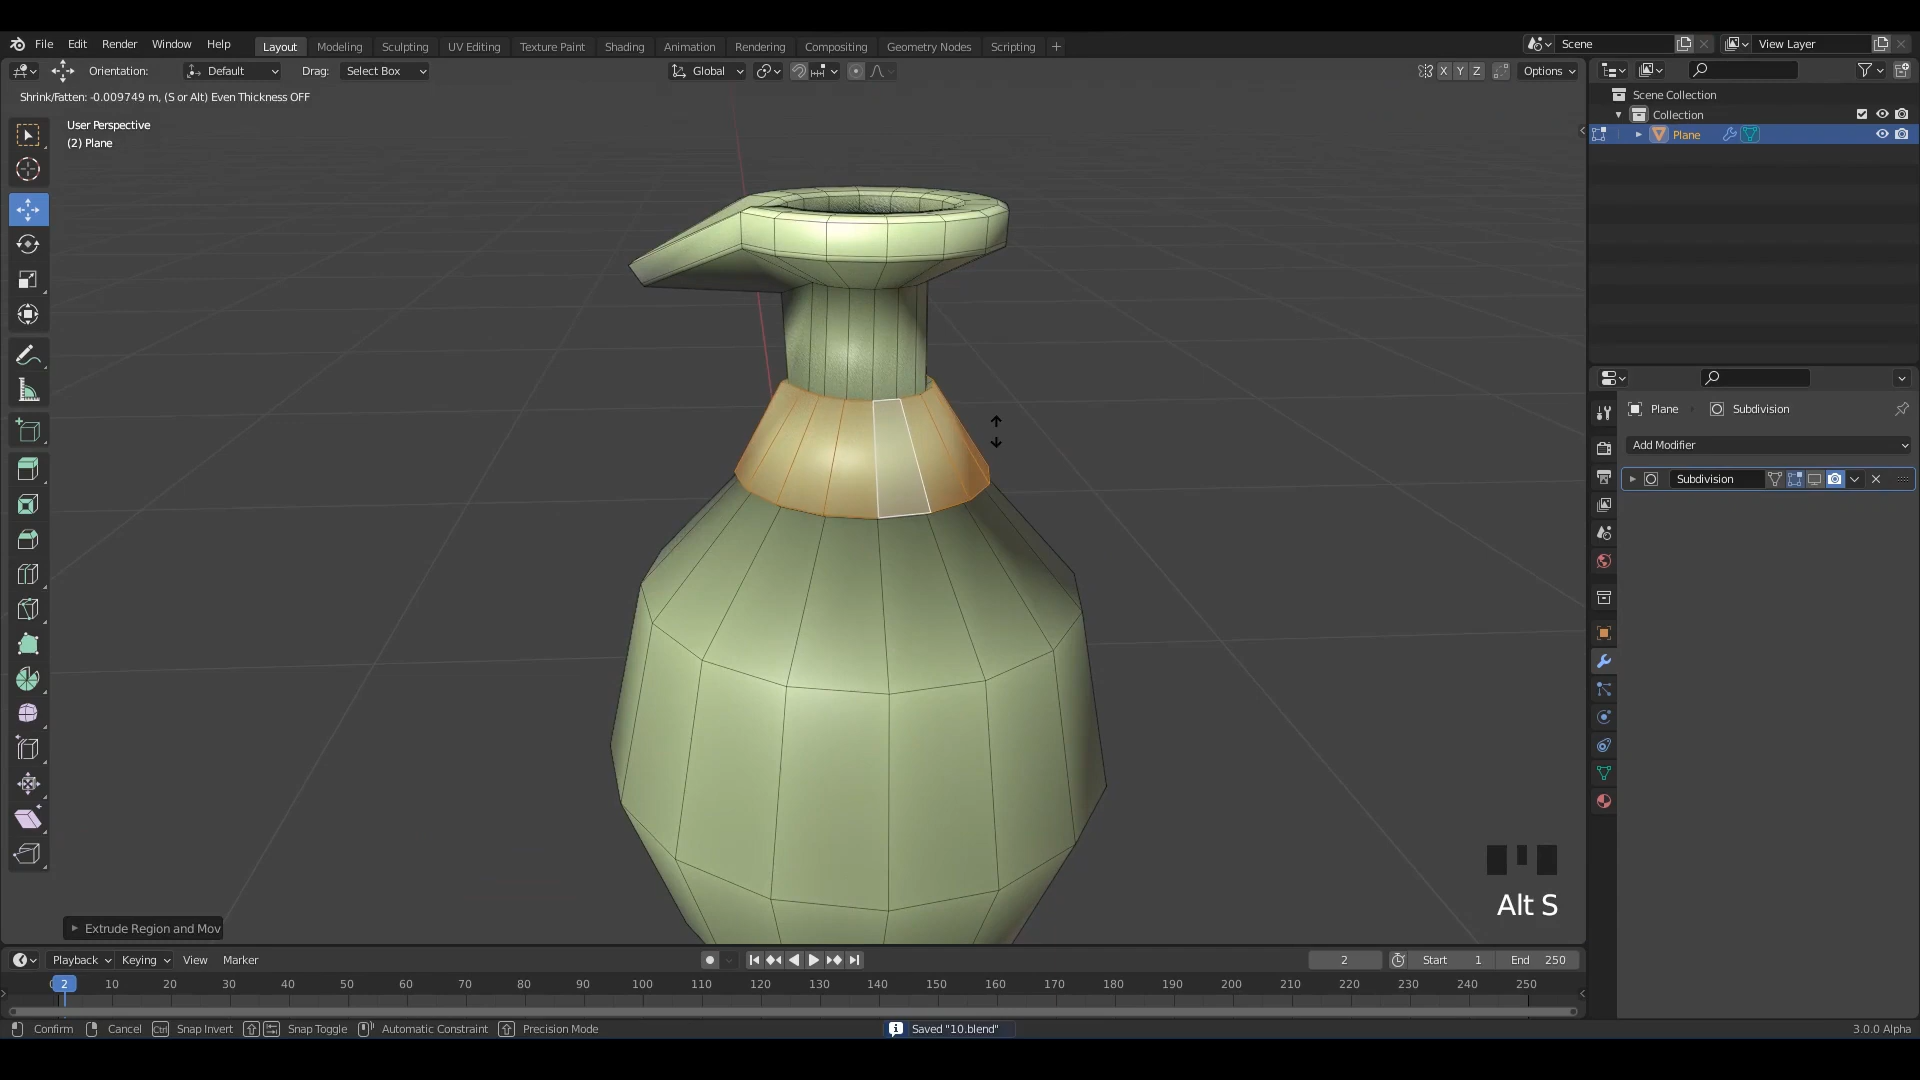 File Edit Render Window Help Layout Modeling Sculpting UV Editing Texture Paint Shading Animation Rendering Compositing Geometry Nodes Scripting + Scene View Layer
Orientation: Default Drag: Select Box Global X Y Z Options
Shrink/Fatten: -0.009749 m, (S or Alt) Even Thickness OFF
User Perspective
(2) Plane
Scene Collection
Collection
Plane
Plane Subdivision
Add Modifier
Subdivision
Alt S
Extrude Region and Mov
Playback Keying View Marker 2 Start 1 End 250
0 2 10 20 30 40 50 60 70 80 90 100 110 120 130 140 150 160 170 180 190 200 210 220 230 240 250
Confirm Cancel Ctrl Snap Invert Snap Toggle Automatic Constraint Precision Mode Saved "10.blend" 3.0.0 Alpha